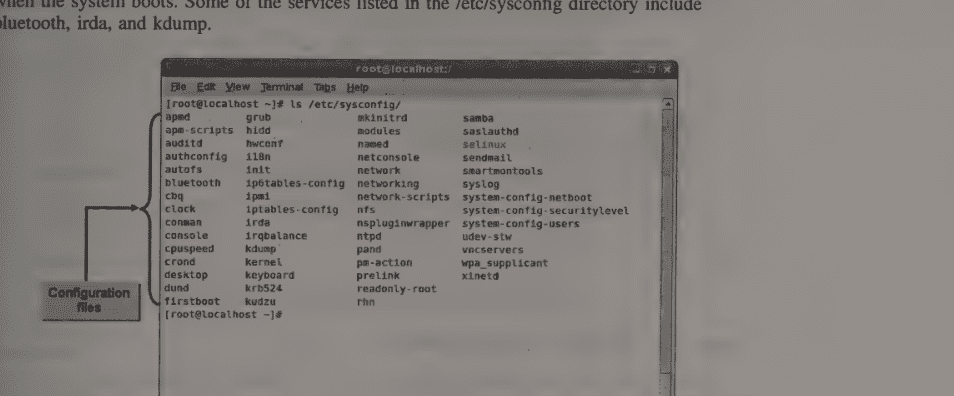 when the system boots. Some of the services listed in the /etc/sysconfig directory include
bluetooth, irda, and kdump.
root@localhost:/
File Edit View Terminal Tabs Help
[root@localhost ~]# ls /etc/sysconfig/
apmd grub mkinitrd samba
apm-scripts hidd modules saslauthd
auditd hwconf named selinux
authconfig i18n netconsole sendmail
autofs init network smartmontools
bluetooth ip6tables-config networking syslog
cbq ipmi network-scripts system-config-netboot
clock iptables-config nfs system-config-securitylevel
conman irda nspluginwrapper system-config-users
console irqbalance ntpd udev-stw
cpuspeed kdump pand vncservers
crond kernel pm-action wpa_supplicant
desktop keyboard prelink xinetd
dund krb524 readonly-root
firstboot kudzu rhn
[root@localhost ~]#
Configuration
files